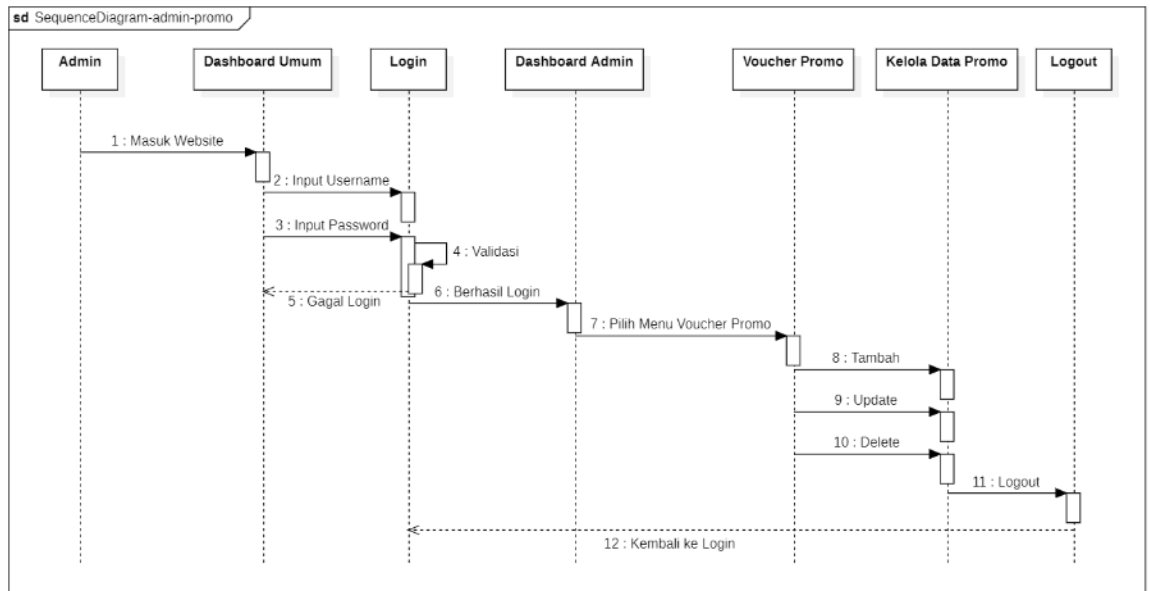 sd SequenceDiagram-admin-promo
Admin
Dashboard Umum
Login
Dashboard Admin
Voucher Promo
Kelola Data Promo
Logout
1 : Masuk Website
2 : Input Username
3 : Input Password
4 : Validasi
5 : Gagal Login
6 : Berhasil Login
7 : Pilih Menu Voucher Promo
8 : Tambah
9 : Update
10 : Delete
11 : Logout
12 : Kembali ke Login